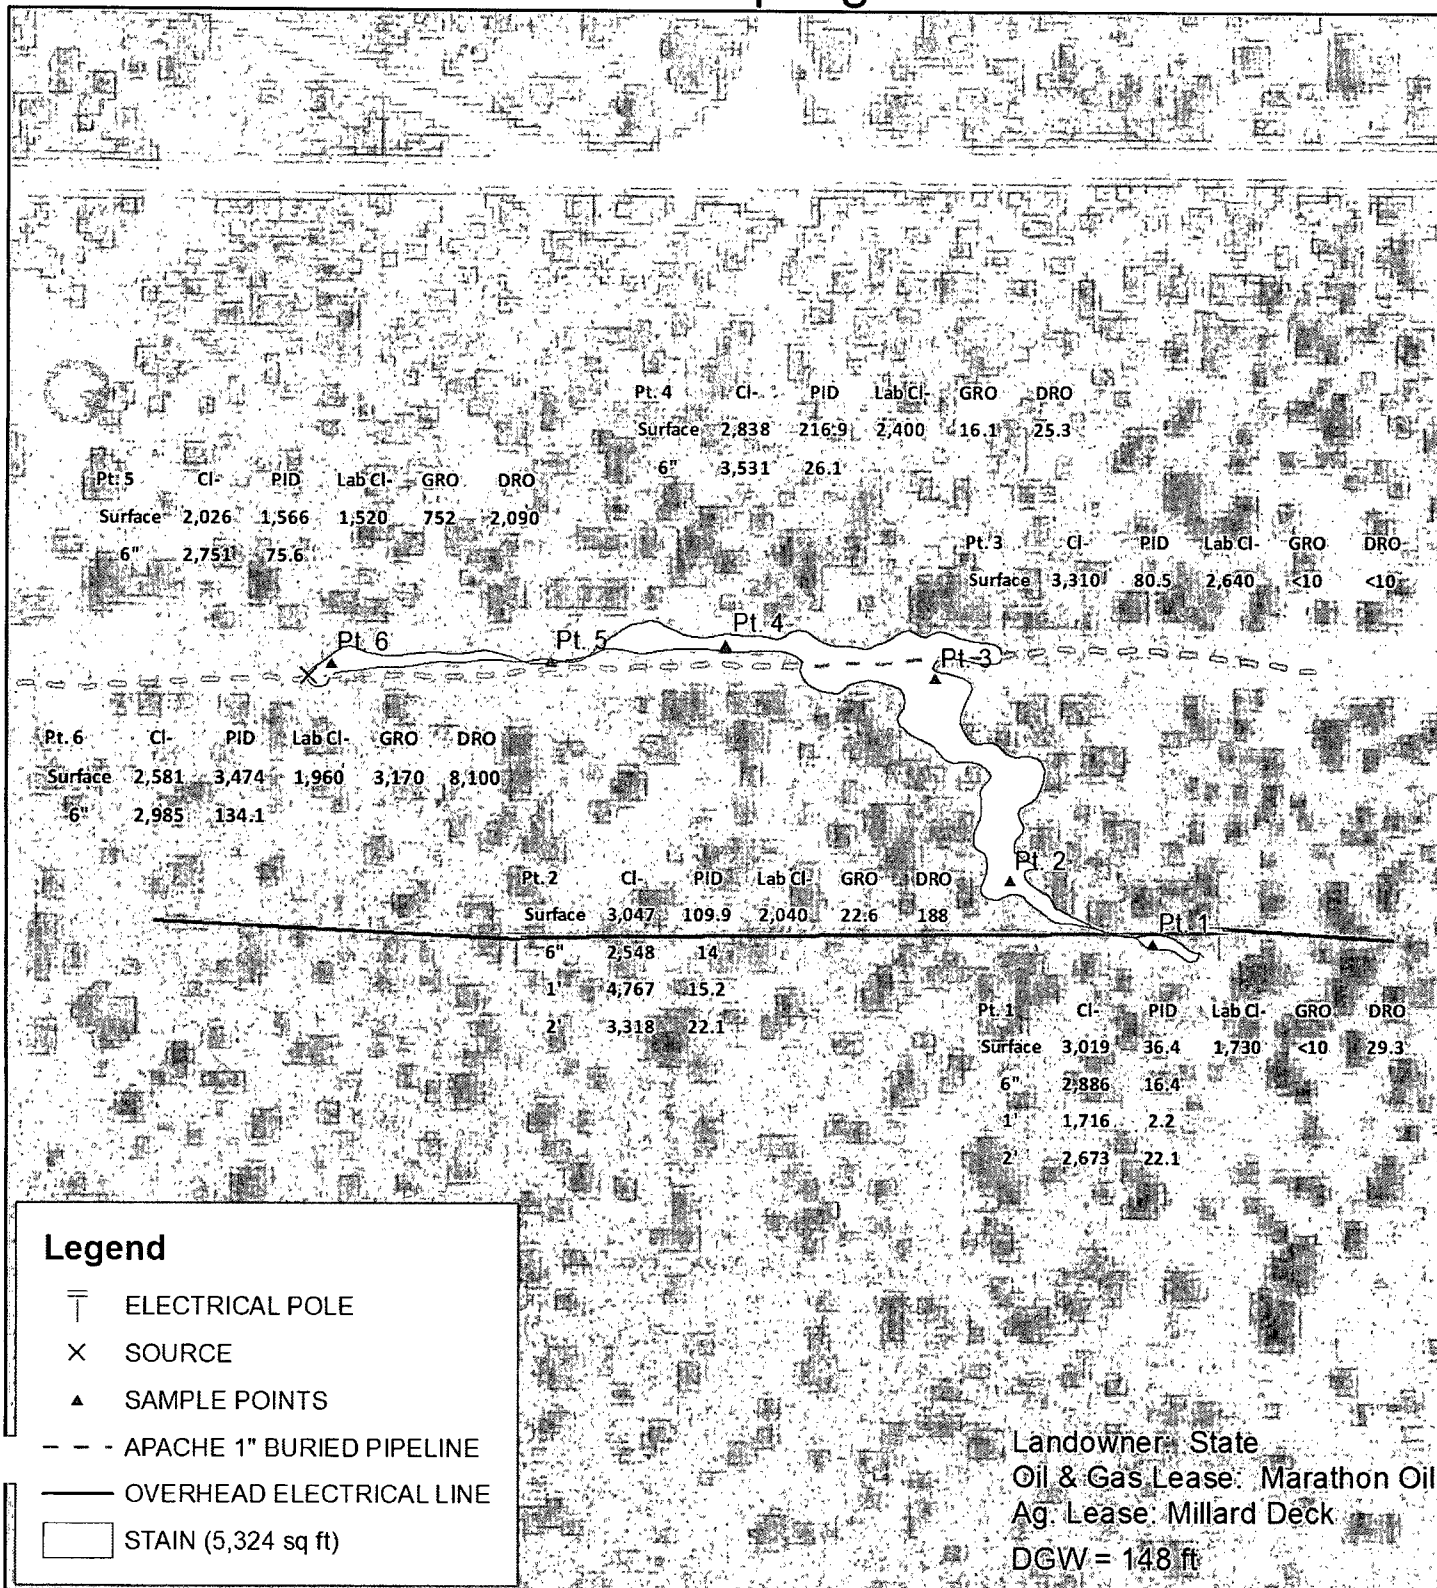 Pt. 4 Cl- PID Lab Cl- GRO DRO
Surface 2,838 216.9 2,400 16.1 25.3
6" 3,531 26.1
Pt. 5 Cl- PID Lab Cl- GRO DRO
Surface 2,026 1,566 1,520 752 2,090
6" 2,751 75.6
Pt. 3 Cl- PID Lab Cl- GRO DRO
Surface 3,310 80.5 2,640 <10 <10
Pt. 6
Pt. 5
Pt. 4
Pt. 3
Pt. 6 Cl- PID Lab Cl- GRO DRO
Surface 2,581 3,474 1,960 3,170 8,100
6" 2,985 134.1
Pt. 2
Pt. 2 Cl- PID Lab Cl- GRO DRO
Surface 3,047 109.9 2,040 22.6 188
6" 2,548 14
1' 4,767 15.2
2' 3,318 22.1
Pt. 1
Pt. 1 Cl- PID Lab Cl- GRO DRO
Surface 3,019 36.4 1,730 <10 29.3
6" 2,886 16.4
1' 1,716 2.2
2' 2,673 22.1
Legend
ELECTRICAL POLE
SOURCE
SAMPLE POINTS
APACHE 1" BURIED PIPELINE
OVERHEAD ELECTRICAL LINE
STAIN (5,324 sq ft)
Landowner: State
Oil & Gas Lease: Marathon Oil
Ag. Lease: Millard Deck
DGW = 148 ft